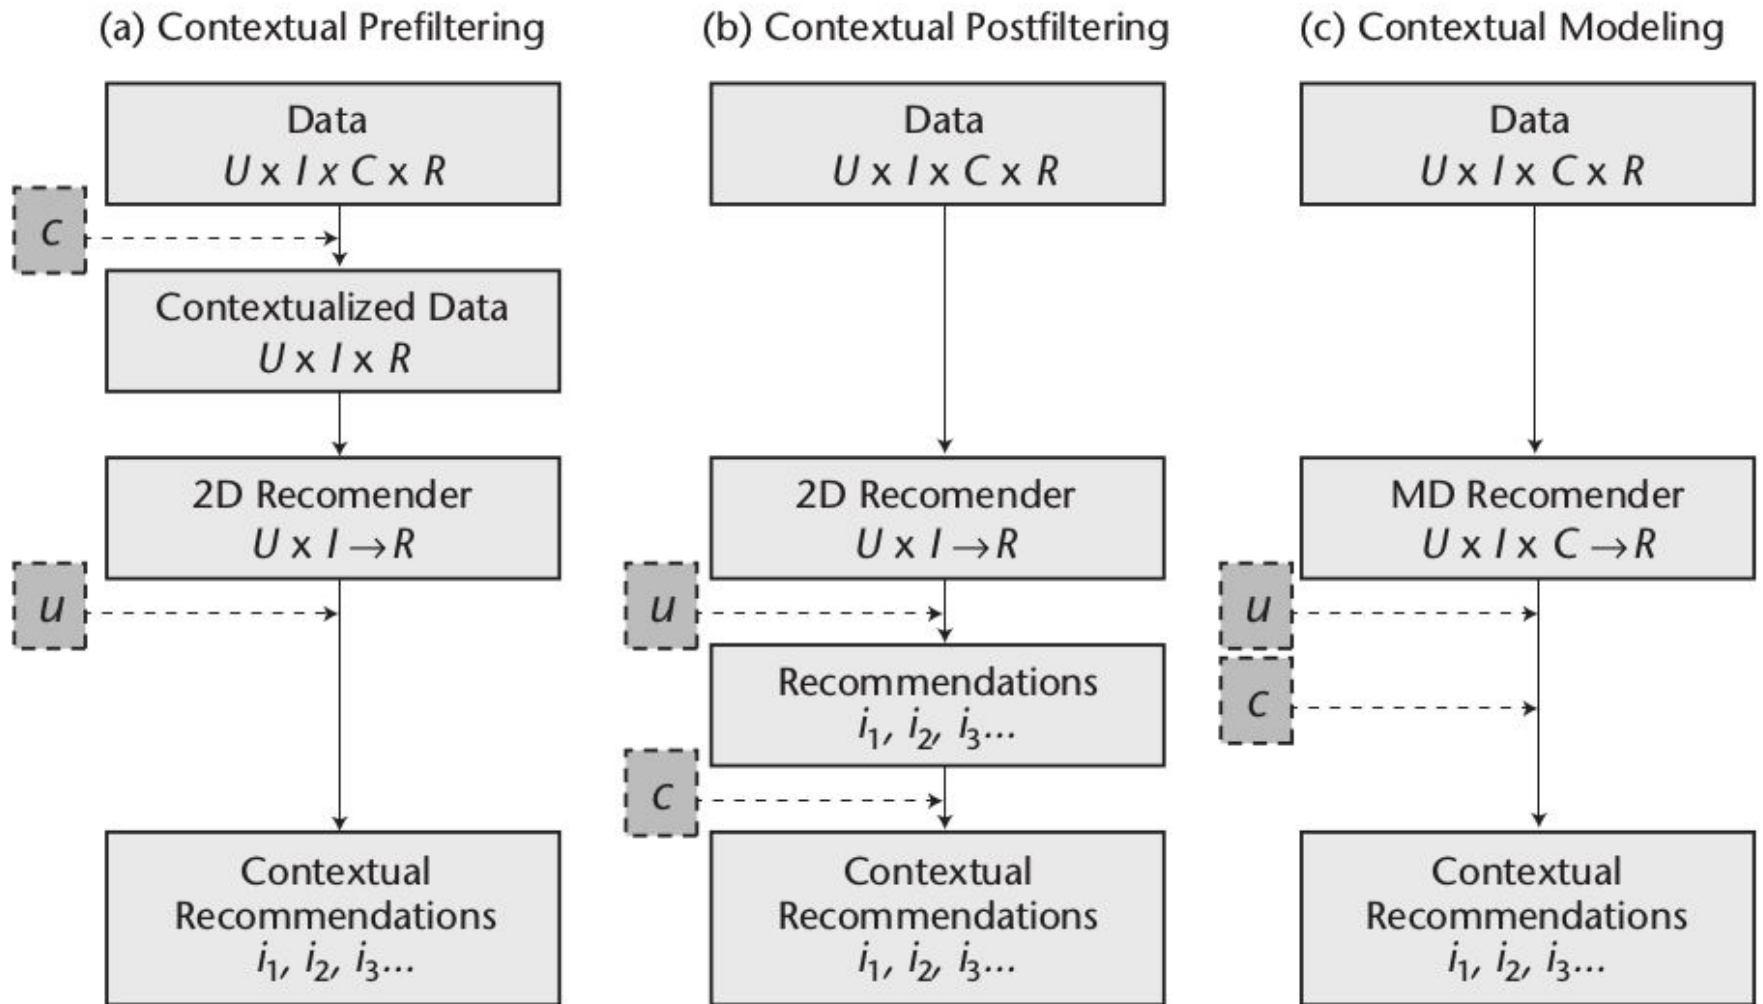 (a) Contextual Prefiltering
Data
U x I x C x R
c
Contextualized Data
U x I x R
2D Recomender
U x I → R
u
Contextual
Recommendations
i₁, i₂, i₃...
(b) Contextual Postfiltering
Data
U x I x C x R
2D Recomender
U x I → R
u
Recommendations
i₁, i₂, i₃...
c
Contextual
Recommendations
i₁, i₂, i₃...
(c) Contextual Modeling
Data
U x I x C x R
MD Recomender
U x I x C → R
u
c
Contextual
Recommendations
i₁, i₂, i₃...